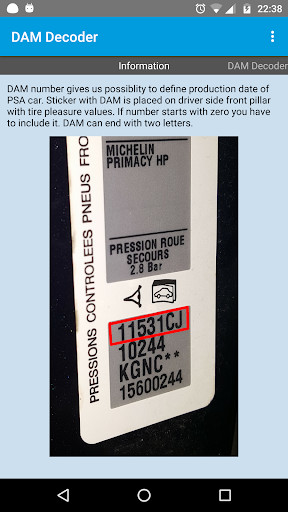 22:38
DAM Decoder
Information
DAM Decoder
DAM number gives us possiblity to define production date of
PSA car. Sticker with DAM is placed on driver side front pillar
with tire pleasure values. If number starts with zero you have
to include it. DAM can end with two letters.
MICHELIN
PRIMACY HP
PRESSION ROUE
SECOURS
2.8 Bar
PRESSIONS CONTROLEES PNEUS FRO
11531CJ
10244
KGNC**
15600244